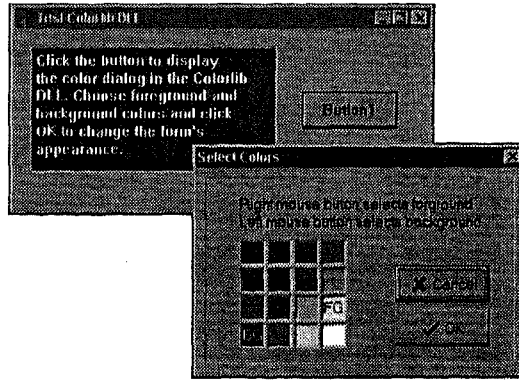 Test Colorlib DLL
Click the button to display
the color dialog in the Colorlib
DLL. Choose foreground and
background colors and click
OK to change the form's
appearance.
Button1
Select Colors
Right mouse button selects forground
Left mouse button selects background
FG
Cancel
OK